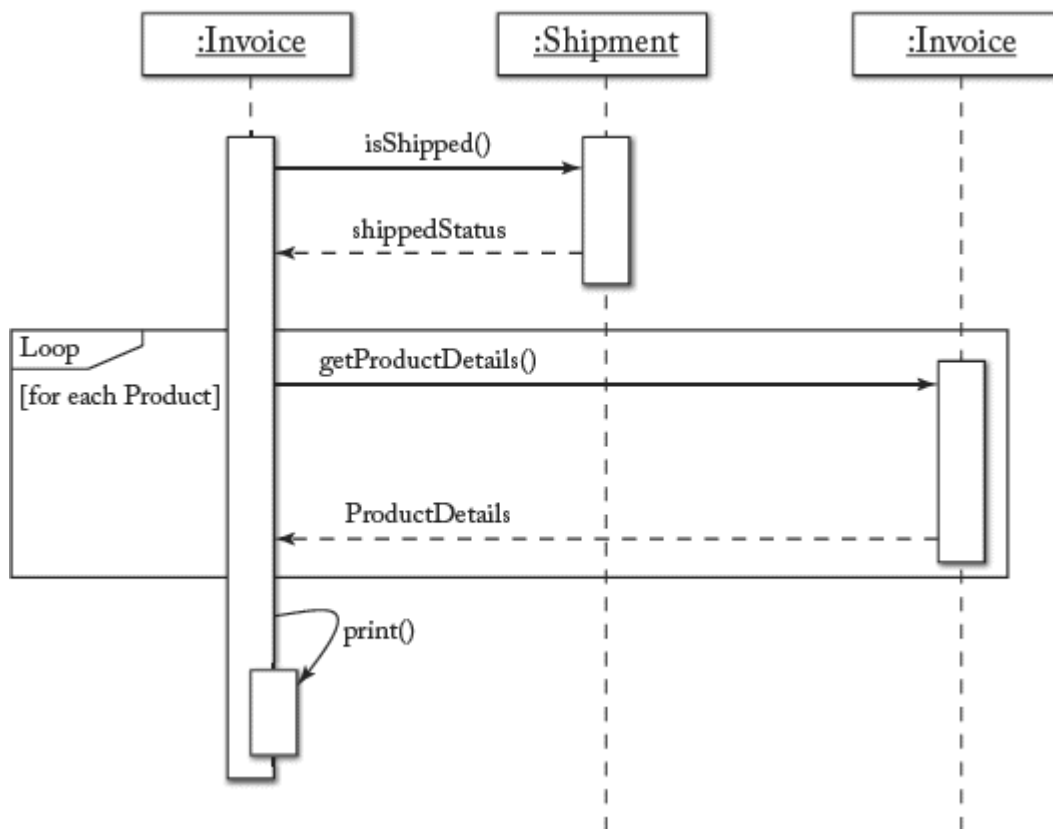 :Invoice
:Shipment
:Invoice
isShipped()
shippedStatus
Loop
getProductDetails()
[for each Product]
ProductDetails
print()